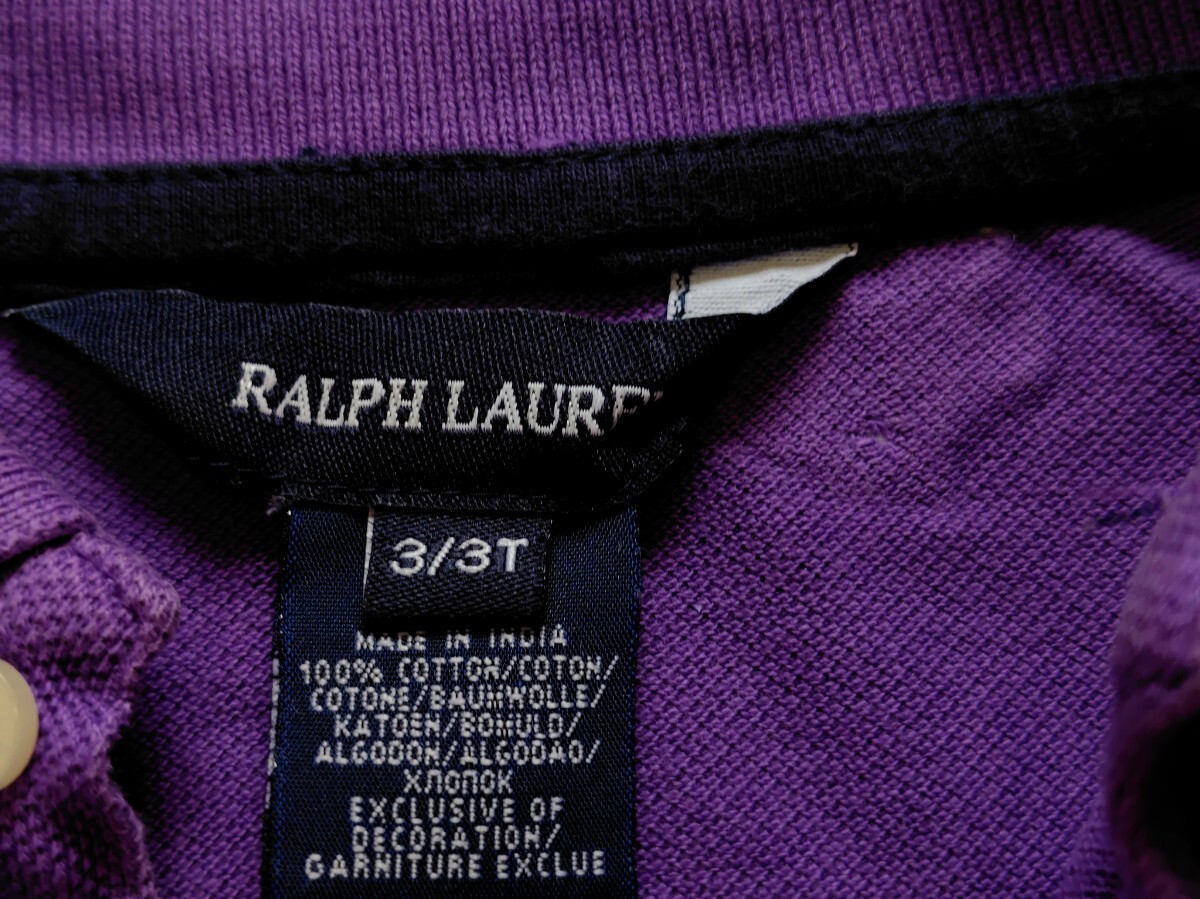 RALPH LAURE
3/3T
MADE IN INDIA
100% COTTON/COTON/
COTONE/BAUMWOLLE/
KATOEN/BOMULD/
ALGODON/ALGODAO/
ХЛОПОК
EXCLUSIVE OF
DECORATION/
GARNITURE EXCLUE